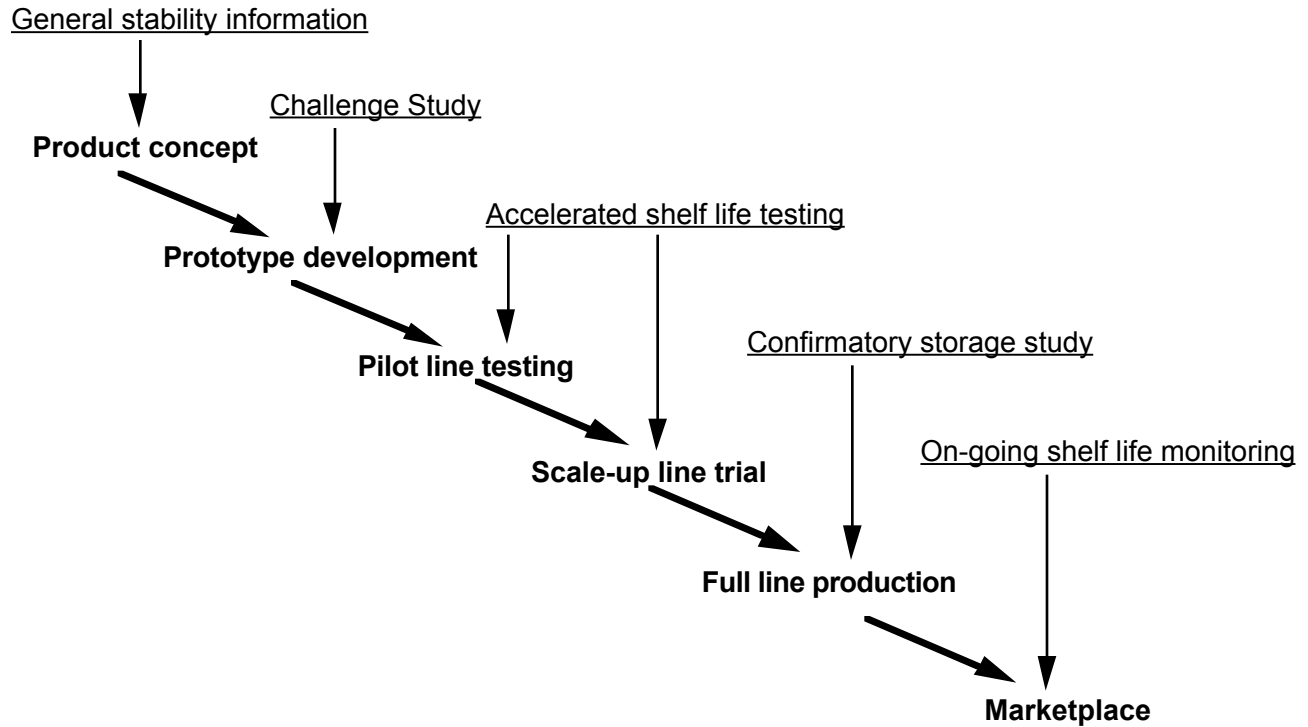 General stability information
Challenge Study
Product concept
Accelerated shelf life testing
Prototype development
Confirmatory storage study
Pilot line testing
On-going shelf life monitoring
Scale-up line trial
Full line production
Marketplace